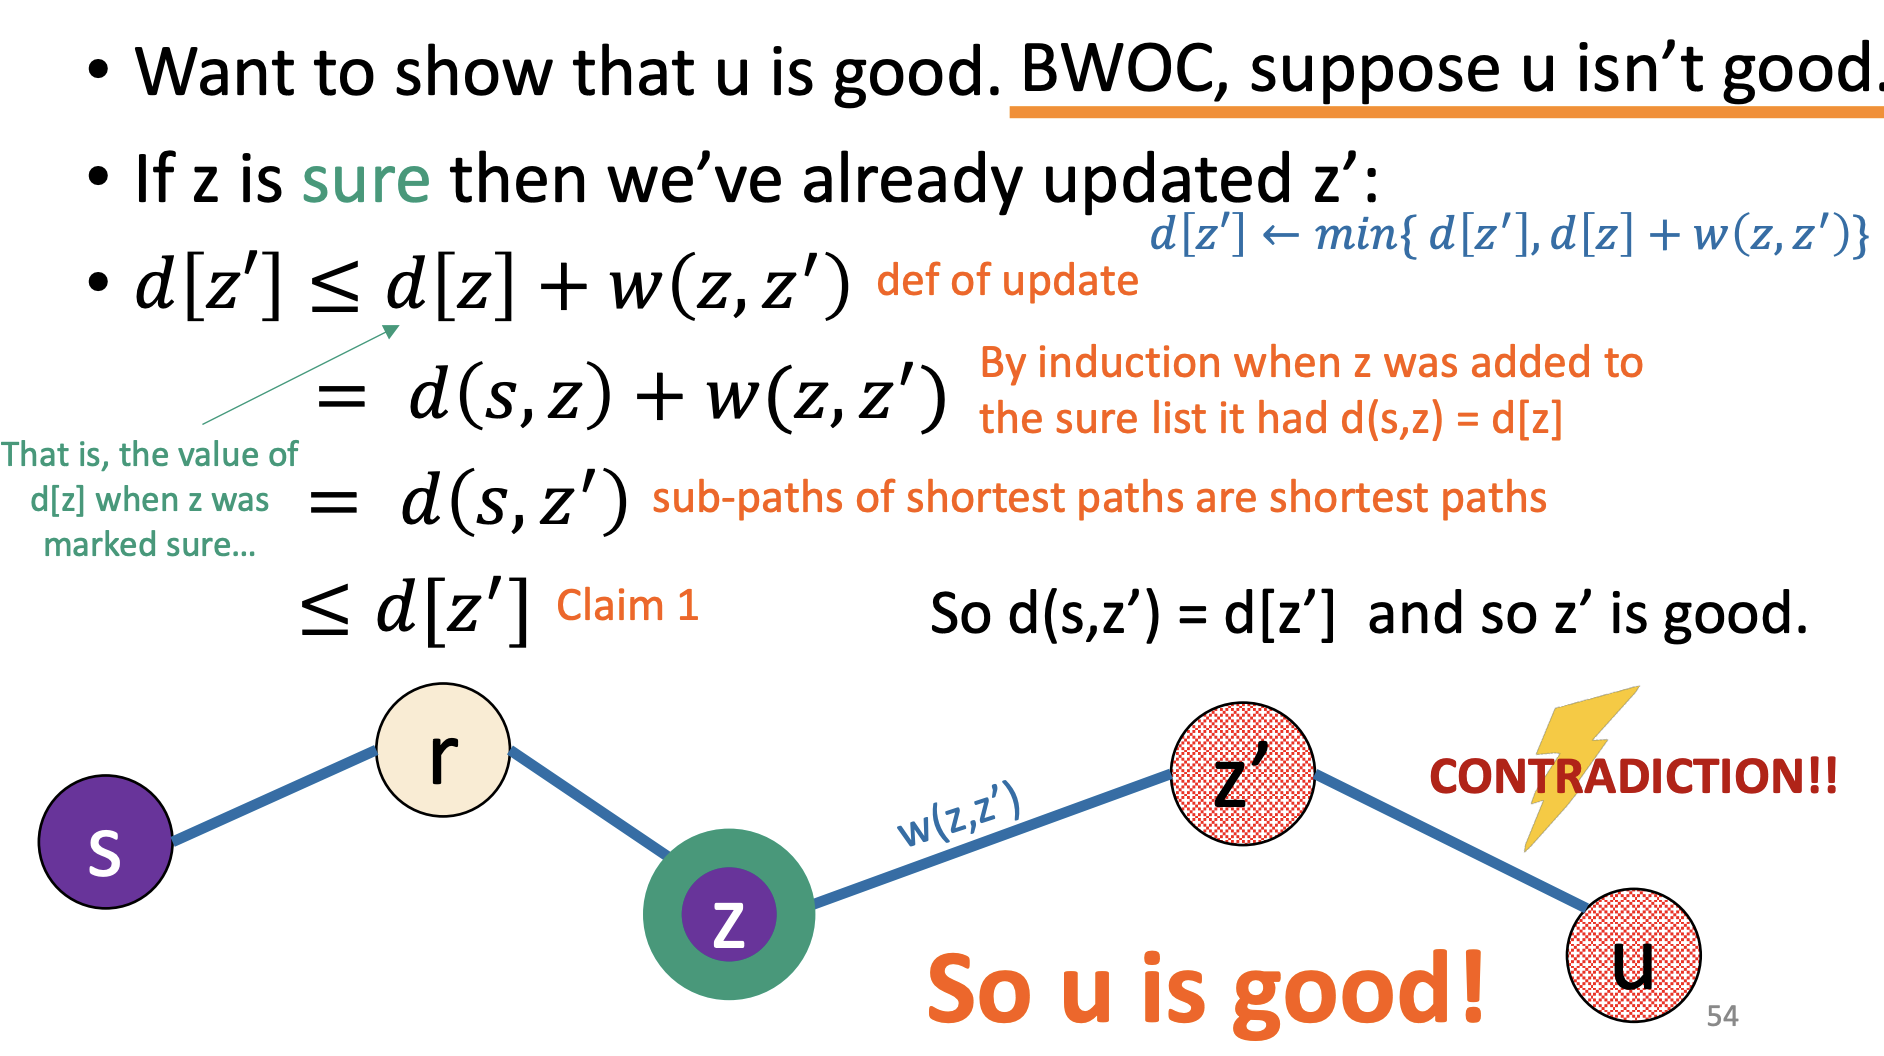 • Want to show that u is good. BWOC, suppose u isn’t good.
• If z is sure then we’ve already updated z’:
d[z′] ← min{ d[z′], d[z] + w(z, z′)}
• d[z′] ≤ d[z] + w(z, z′) def of update
= d(s, z) + w(z, z′) By induction when z was added to
the sure list it had d(s,z) = d[z]
That is, the value of
d[z] when z was
marked sure…
= d(s, z′) sub-paths of shortest paths are shortest paths
≤ d[z′] Claim 1
So d(s,z’) = d[z’] and so z’ is good.
s
r
z
w(z,z’)
z’
CONTRADICTION!!
u
So u is good!
54